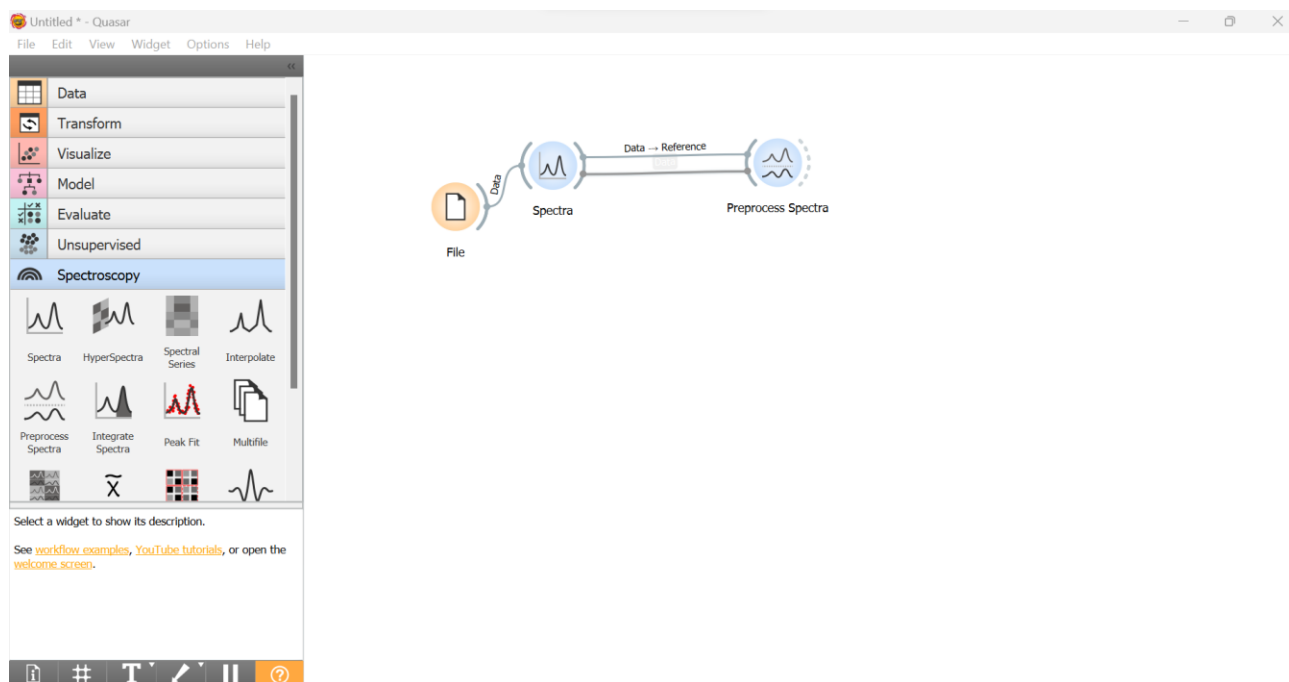 Untitled * - Quasar
File Edit View Widget Options Help
Data
Transform
Visualize
Model
Evaluate
Unsupervised
Spectroscopy
Spectra HyperSpectra Spectral Series Interpolate
Preprocess Spectra Integrate Spectra Peak Fit Multifile
x
Select a widget to show its description.
See workflow examples, YouTube tutorials, or open the
welcome screen.
T
?
Data → Reference
Data
Spectra
Preprocess Spectra
File